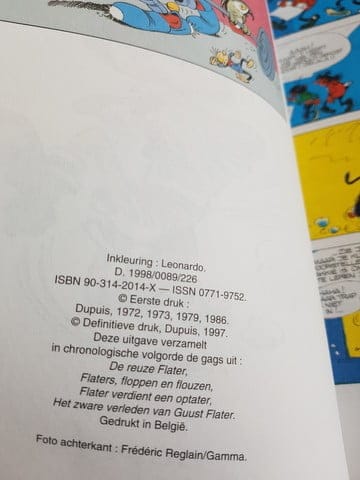 Inkleuring : Leonardo.
D. 1998/0089/226
ISBN 90-314-2014-X — ISSN 0771-9752.
© Eerste druk :
Dupuis, 1972, 1973, 1979, 1986.
© Definitieve druk, Dupuis, 1997.
Deze uitgave verzamelt
in chronologische volgorde de gags uit :
De reuze Flater,
Flaters, floppen en flouzen,
Flater verdient een optater,
Het zware verleden van Guust Flater.
Gedrukt in België.
Foto achterkant : Frédéric Reglain/Gamma.